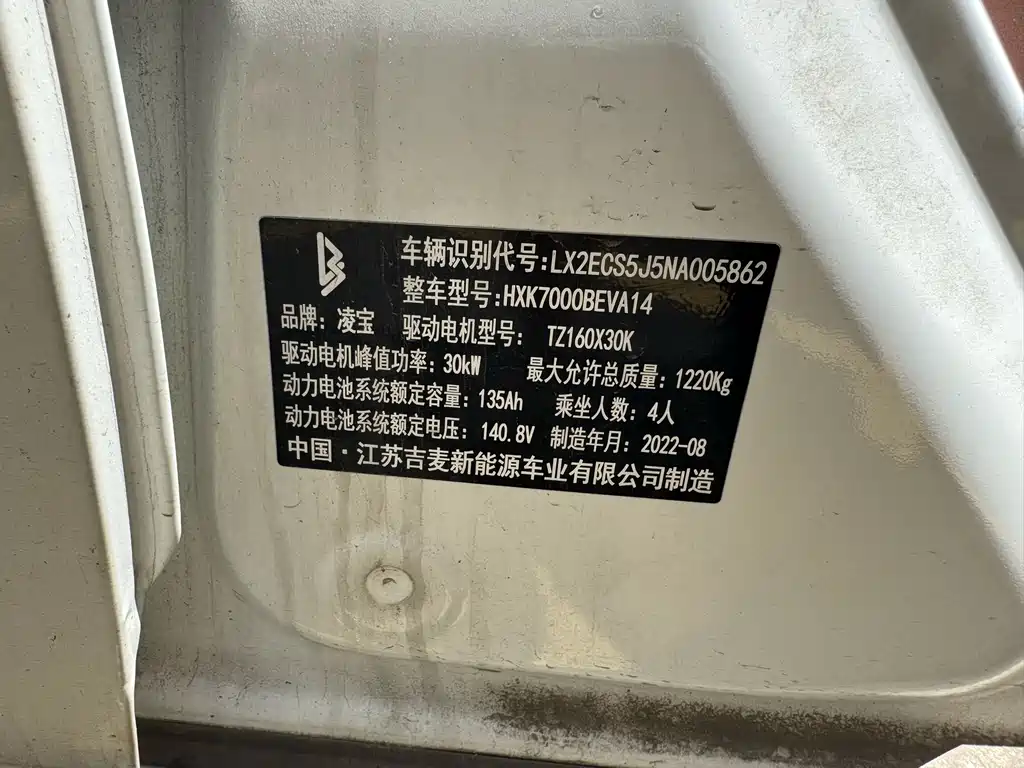 车辆识别代号:LX2ECS5J5NA005862
整车型号:HXK7000BEVA14
品牌: 凌宝 驱动电机型号: TZ160X30K
驱动电机峰值功率: 30kW 最大允许总质量: 1220Kg
动力电池系统额定容量: 135Ah 乘坐人数: 4人
动力电池系统额定电压: 140.8V 制造年月: 2022-08
中国·江苏吉麦新能源车业有限公司制造